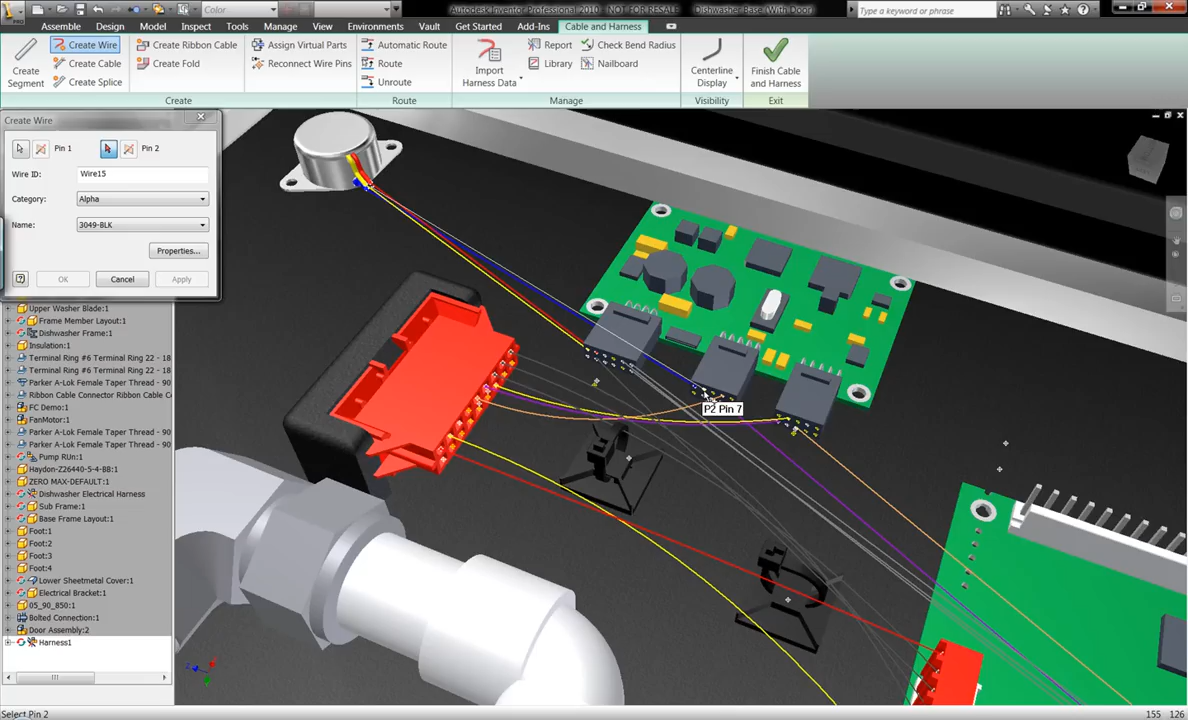 PRO
Color
Autodesk Inventor Professional 2010 - NOT FOR RESALE
Dishwasher Base (With Door)
Type a keyword or phrase
Assemble
Design
Model
Inspect
Tools
Manage
View
Environments
Vault
Get Started
Add-Ins
Cable and Harness
Create Segment
Create Wire
Create Cable
Create Splice
Create Ribbon Cable
Create Fold
Assign Virtual Parts
Reconnect Wire Pins
Automatic Route
Route
Unroute
Import Harness Data
Report
Library
Check Bend Radius
Nailboard
Centerline Display
Finish Cable and Harness
Create
Route
Manage
Visibility
Exit
Create Wire
Pin 1
Pin 2
Wire ID:
Wire15
Category:
Alpha
Name:
3049-BLK
Properties...
OK
Cancel
Apply
Upper Washer Blade:1
Frame Member Layout:1
Dishwasher Frame:1
Insulation:1
Terminal Ring #6 Terminal Ring 22 - 18
Terminal Ring #6 Terminal Ring 22 - 18
Parker A-Lok Female Taper Thread - 90
Ribbon Cable Connector Ribbon Cable Con
FC Demo:1
FanMotor:1
Parker A-Lok Female Taper Thread - 90
Parker A-Lok Female Taper Thread - 90
Pump RUn:1
Haydon-Z26440-5-4-BB:1
ZERO MAX-DEFAULT:1
Dishwasher Electrical Harness
Sub Frame:1
Base Frame Layout:1
Foot:1
Foot:2
Foot:3
Foot:4
Lower Sheetmetal Cover:1
Electrical Bracket:1
05_90_850:1
Bolted Connection:1
Door Assembly:2
Harness1
P2 Pin 7
Select Pin 2
155
126